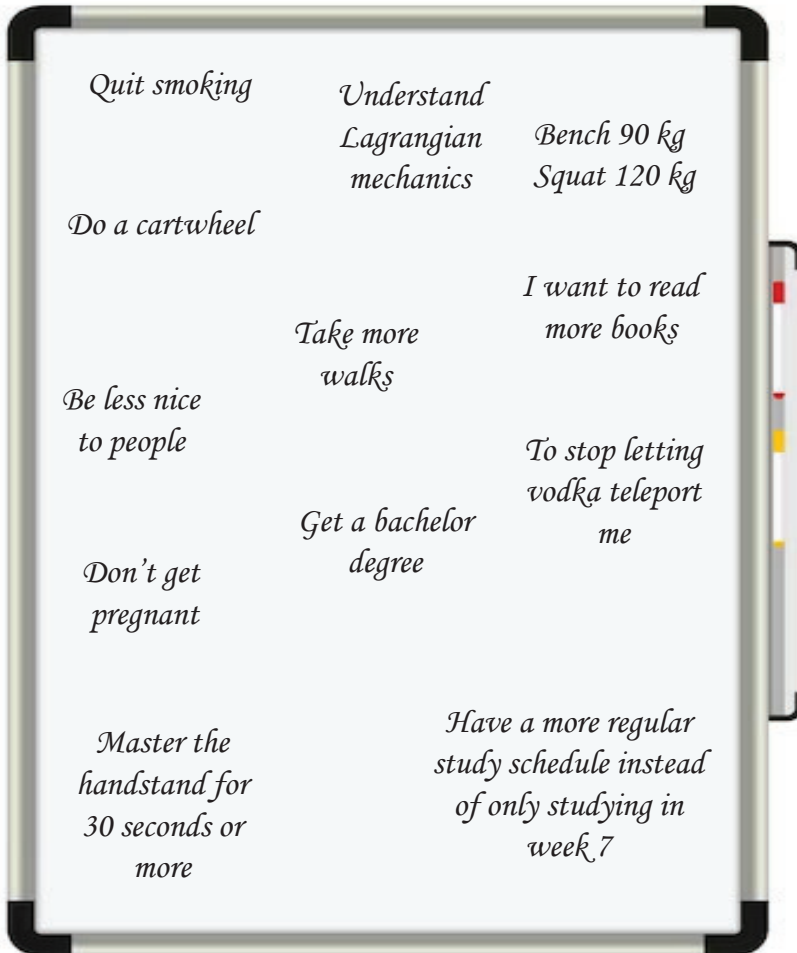 Quit smoking
Understand
Lagrangian
mechanics
Bench 90 kg
Squat 120 kg
Do a cartwheel
I want to read
more books
Take more
walks
Be less nice
to people
To stop letting
vodka teleport
me
Get a bachelor
degree
Don't get
pregnant
Master the
handstand for
30 seconds or
more
Have a more regular
study schedule instead
of only studying in
week 7